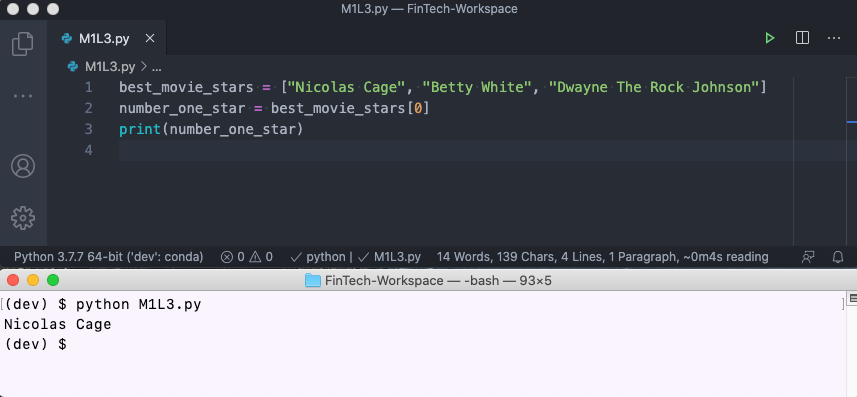 M1L3.py — FinTech-Workspace
M1L3.py ×
M1L3.py > ...
1 best_movie_stars = ["Nicolas Cage", "Betty White", "Dwayne The Rock Johnson"]
2 number_one_star = best_movie_stars[0]
3 print(number_one_star)
4
Python 3.7.7 64-bit ('dev': conda) 0 0 ✓ python | ✓ M1L3.py 14 Words, 139 Chars, 4 Lines, 1 Paragraph, ~0m4s reading
FinTech-Workspace — -bash — 93×5
[(dev) $ python M1L3.py ]
Nicolas Cage
(dev) $